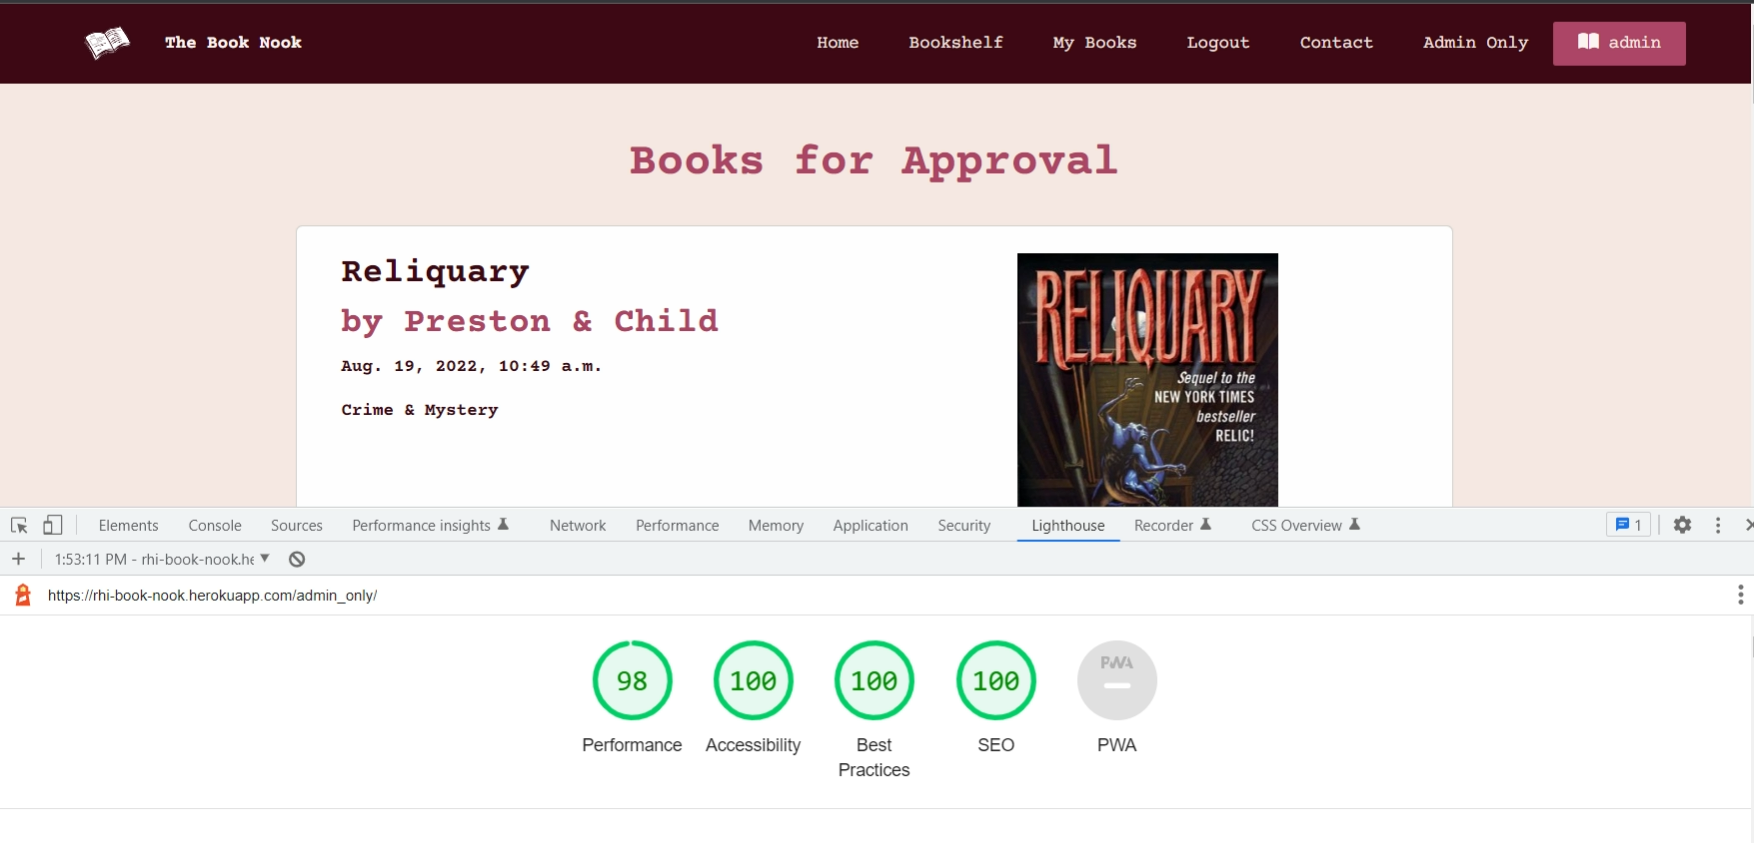 The Book Nook Home Bookshelf My Books Logout Contact Admin Only admin
Books for Approval
Reliquary
by Preston & Child
Aug. 19, 2022, 10:49 a.m.
Crime & Mystery
RELIQUARY
Sequel to the
NEW YORK TIMES
bestseller
RELIC!
Elements Console Sources Performance insights Network Performance Memory Application Security Lighthouse Recorder CSS Overview 1
1:53:11 PM - rhi-book-nook.he
https://rhi-book-nook.herokuapp.com/admin_only/
98 100 100 100 PWA
Performance Accessibility Best Practices SEO PWA